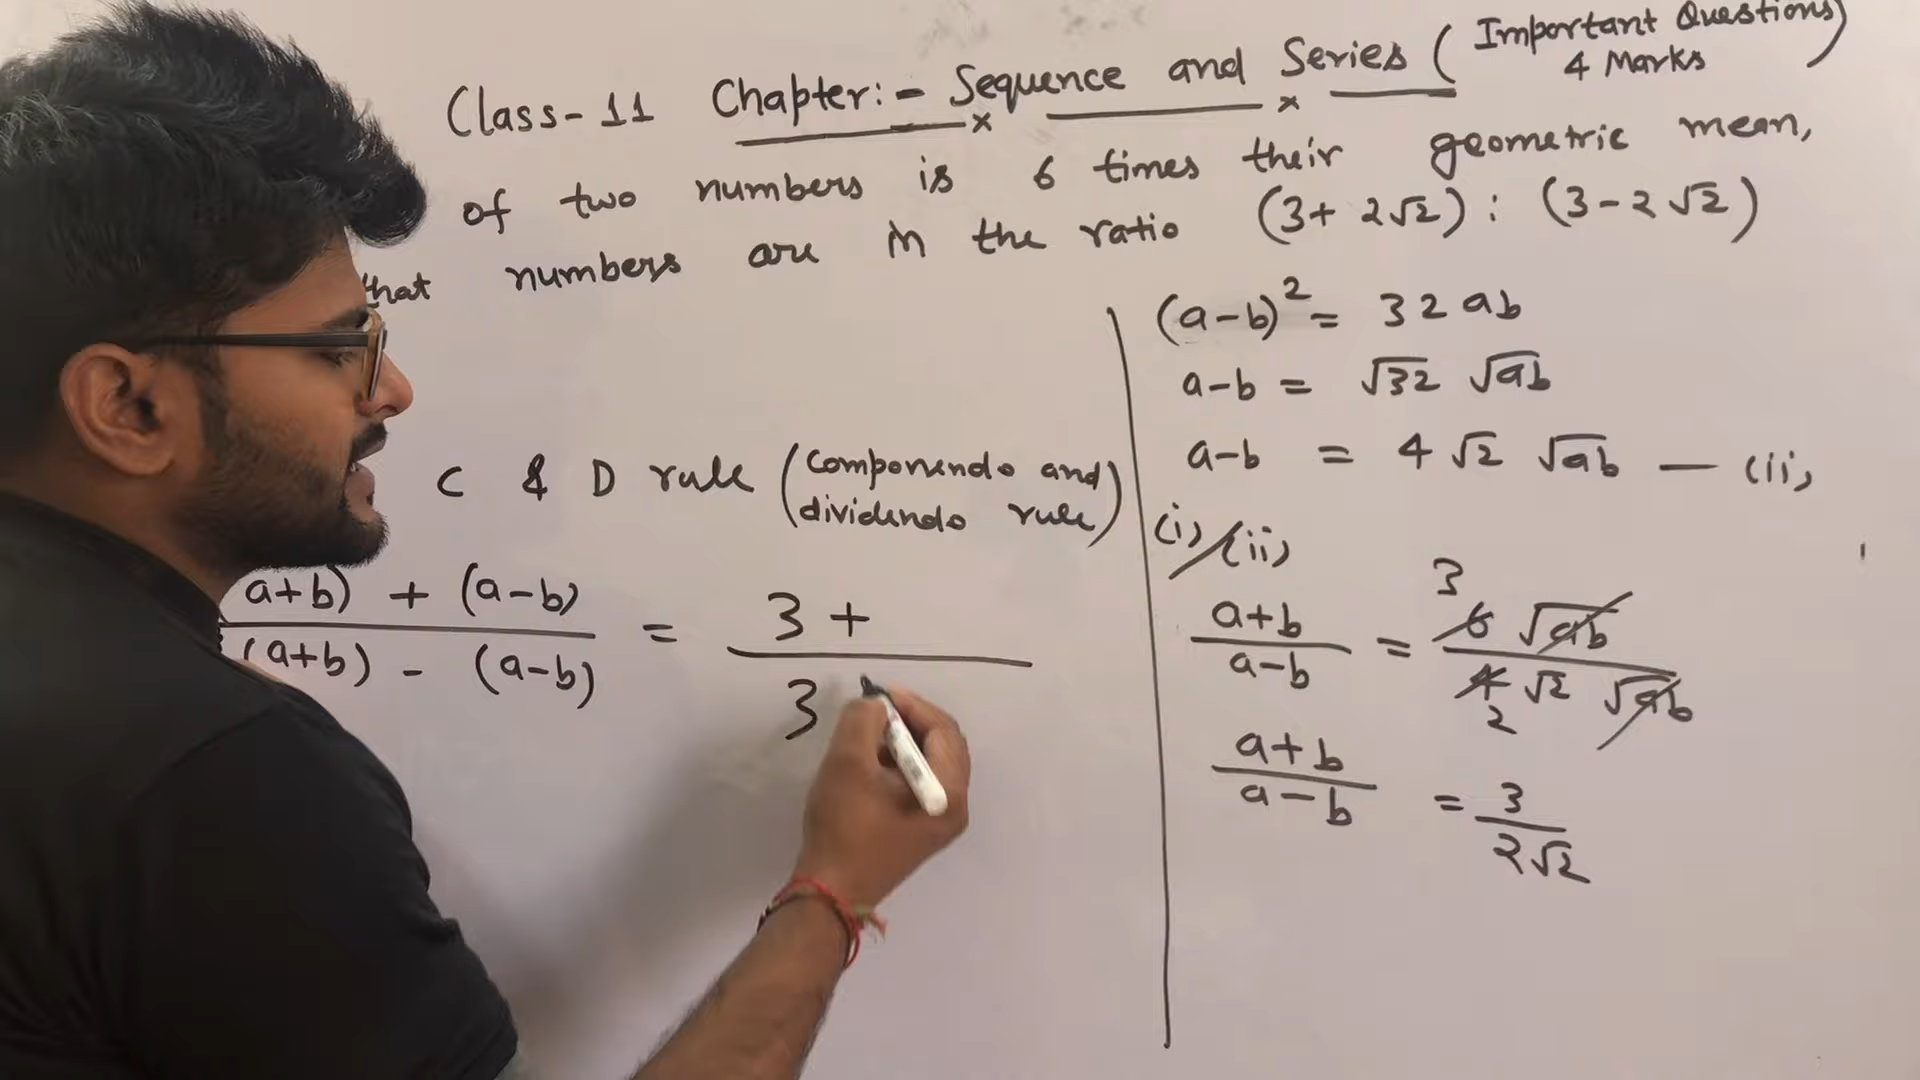 Class-11 Chapter:- Sequence and Series ( Important Questions )
4 Marks
of two numbers is 6 times their geometric mean,
that numbers are in the ratio (3+2√2) : (3-2√2)
C & D rule (componendo and
dividendo rule)
a+b) + (a-b)
(a+b) - (a-b)
= 3 +
3
(a-b)² = 32 ab
a-b = √32 √ab
a-b = 4√2 √ab — (ii)
(i)/(ii)
a+b
a-b
= 3 6 √ab
4 √2 √ab
2
a+b
a-b
= 3
2√2